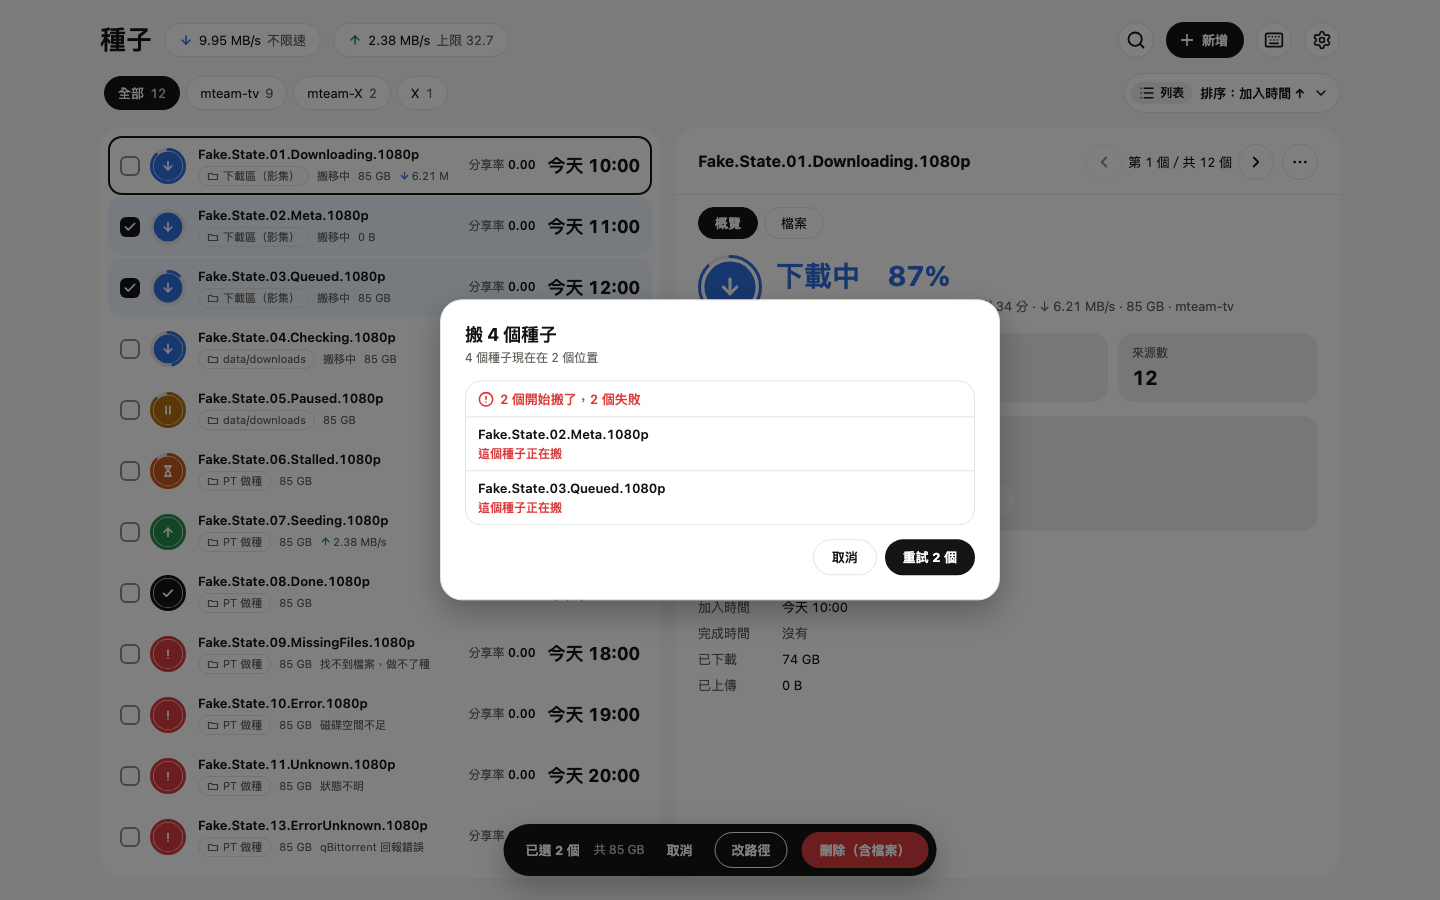 種子
9.95 MB/s 不限速
2.38 MB/s 上限 32.7
新增
全部 12
mteam-tv 9
mteam-X 2
X 1
列表
排序：加入時間
Fake.State.01.Downloading.1080p
下載區（影集） 搬移中 85 GB 6.21 M
分享率 0.00 今天 10:00
Fake.State.02.Meta.1080p
下載區（影集） 搬移中 0 B
分享率 0.00 今天 11:00
Fake.State.03.Queued.1080p
下載區（影集） 搬移中 85 GB
分享率 0.00 今天 12:00
Fake.State.04.Checking.1080p
data/downloads 搬移中 85 GB
Fake.State.05.Paused.1080p
data/downloads 85 GB
Fake.State.06.Stalled.1080p
PT 做種 85 GB
Fake.State.07.Seeding.1080p
PT 做種 85 GB 2.38 MB/s
Fake.State.08.Done.1080p
PT 做種 85 GB
Fake.State.09.MissingFiles.1080p
PT 做種 85 GB 找不到檔案，做不了種
分享率 0.00 今天 18:00
Fake.State.10.Error.1080p
PT 做種 85 GB 磁碟空間不足
分享率 0.00 今天 19:00
Fake.State.11.Unknown.1080p
PT 做種 85 GB 狀態不明
分享率 0.00 今天 20:00
Fake.State.13.ErrorUnknown.1080p
PT 做種 85 GB qBittorrent 回報錯誤
分享率
Fake.State.01.Downloading.1080p
第 1 個 / 共 12 個
概覽
檔案
下載中 87%
34 分 · ↓ 6.21 MB/s · 85 GB · mteam-tv
來源數
12
加入時間 今天 10:00
完成時間 沒有
已下載 74 GB
已上傳 0 B
搬 4 個種子
4 個種子現在在 2 個位置
2 個開始搬了，2 個失敗
Fake.State.02.Meta.1080p
這個種子正在搬
Fake.State.03.Queued.1080p
這個種子正在搬
取消
重試 2 個
已選 2 個 共 85 GB 取消 改路徑 刪除（含檔案）